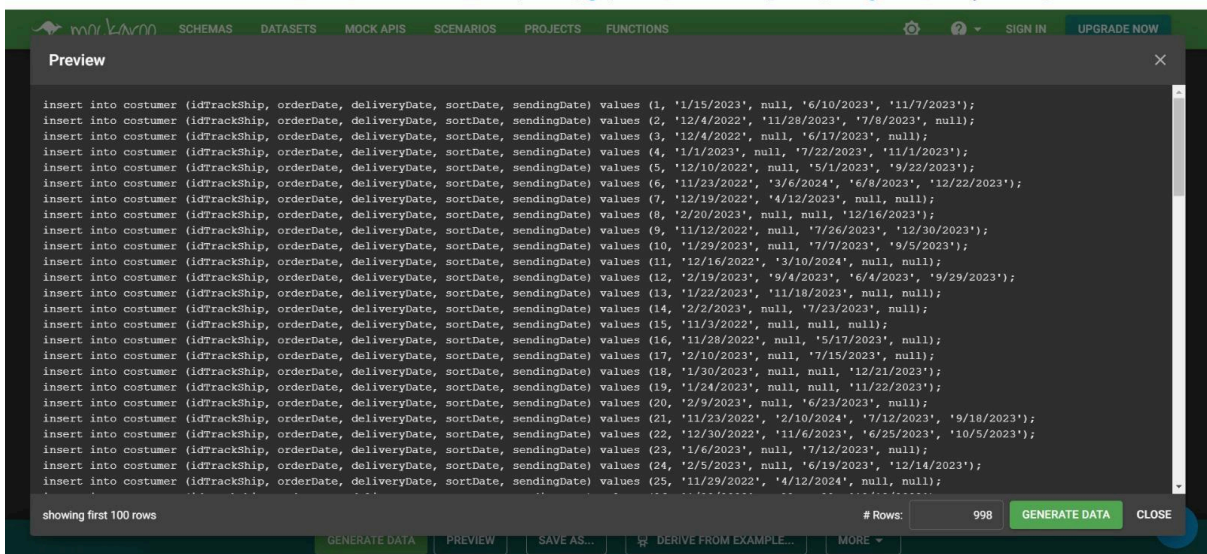 mockaroo SCHEMAS DATASETS MOCK APIS SCENARIOS PROJECTS FUNCTIONS SIGN IN UPGRADE NOW
Preview
insert into costumer (idTrackShip, orderDate, deliveryDate, sortDate, sendingDate) values (1, '1/15/2023', null, '6/10/2023', '11/7/2023');
insert into costumer (idTrackShip, orderDate, deliveryDate, sortDate, sendingDate) values (2, '12/4/2022', '11/28/2023', '7/8/2023', null);
insert into costumer (idTrackShip, orderDate, deliveryDate, sortDate, sendingDate) values (3, '12/4/2022', null, '6/17/2023', null);
insert into costumer (idTrackShip, orderDate, deliveryDate, sortDate, sendingDate) values (4, '1/1/2023', null, '7/22/2023', '11/1/2023');
insert into costumer (idTrackShip, orderDate, deliveryDate, sortDate, sendingDate) values (5, '12/10/2022', null, '5/1/2023', '9/22/2023');
insert into costumer (idTrackShip, orderDate, deliveryDate, sortDate, sendingDate) values (6, '11/23/2022', '3/6/2024', '6/8/2023', '12/22/2023');
insert into costumer (idTrackShip, orderDate, deliveryDate, sortDate, sendingDate) values (7, '12/19/2022', '4/12/2023', null, null);
insert into costumer (idTrackShip, orderDate, deliveryDate, sortDate, sendingDate) values (8, '2/20/2023', null, null, '12/16/2023');
insert into costumer (idTrackShip, orderDate, deliveryDate, sortDate, sendingDate) values (9, '11/12/2022', null, '7/26/2023', '12/30/2023');
insert into costumer (idTrackShip, orderDate, deliveryDate, sortDate, sendingDate) values (10, '1/29/2023', null, '7/7/2023', '9/5/2023');
insert into costumer (idTrackShip, orderDate, deliveryDate, sortDate, sendingDate) values (11, '12/16/2022', '3/10/2024', null, null);
insert into costumer (idTrackShip, orderDate, deliveryDate, sortDate, sendingDate) values (12, '2/19/2023', '9/4/2023', '6/4/2023', '9/29/2023');
insert into costumer (idTrackShip, orderDate, deliveryDate, sortDate, sendingDate) values (13, '1/22/2023', '11/18/2023', null, null);
insert into costumer (idTrackShip, orderDate, deliveryDate, sortDate, sendingDate) values (14, '2/2/2023', null, '7/23/2023', null);
insert into costumer (idTrackShip, orderDate, deliveryDate, sortDate, sendingDate) values (15, '11/3/2022', null, null, null);
insert into costumer (idTrackShip, orderDate, deliveryDate, sortDate, sendingDate) values (16, '11/28/2022', null, '5/17/2023', null);
insert into costumer (idTrackShip, orderDate, deliveryDate, sortDate, sendingDate) values (17, '2/10/2023', null, '7/15/2023', null);
insert into costumer (idTrackShip, orderDate, deliveryDate, sortDate, sendingDate) values (18, '1/30/2023', null, null, '12/21/2023');
insert into costumer (idTrackShip, orderDate, deliveryDate, sortDate, sendingDate) values (19, '1/24/2023', null, null, '11/22/2023');
insert into costumer (idTrackShip, orderDate, deliveryDate, sortDate, sendingDate) values (20, '2/9/2023', null, '6/23/2023', null);
insert into costumer (idTrackShip, orderDate, deliveryDate, sortDate, sendingDate) values (21, '11/23/2022', '2/10/2024', '7/12/2023', '9/18/2023');
insert into costumer (idTrackShip, orderDate, deliveryDate, sortDate, sendingDate) values (22, '12/30/2022', '11/6/2023', '6/25/2023', '10/5/2023');
insert into costumer (idTrackShip, orderDate, deliveryDate, sortDate, sendingDate) values (23, '1/6/2023', null, '7/12/2023', null);
insert into costumer (idTrackShip, orderDate, deliveryDate, sortDate, sendingDate) values (24, '2/5/2023', null, '6/19/2023', '12/14/2023');
insert into costumer (idTrackShip, orderDate, deliveryDate, sortDate, sendingDate) values (25, '11/29/2022', '4/12/2024', null, null);
showing first 100 rows # Rows: 998 GENERATE DATA CLOSE
GENERATE DATA PREVIEW SAVE AS... DERIVE FROM EXAMPLE... MORE